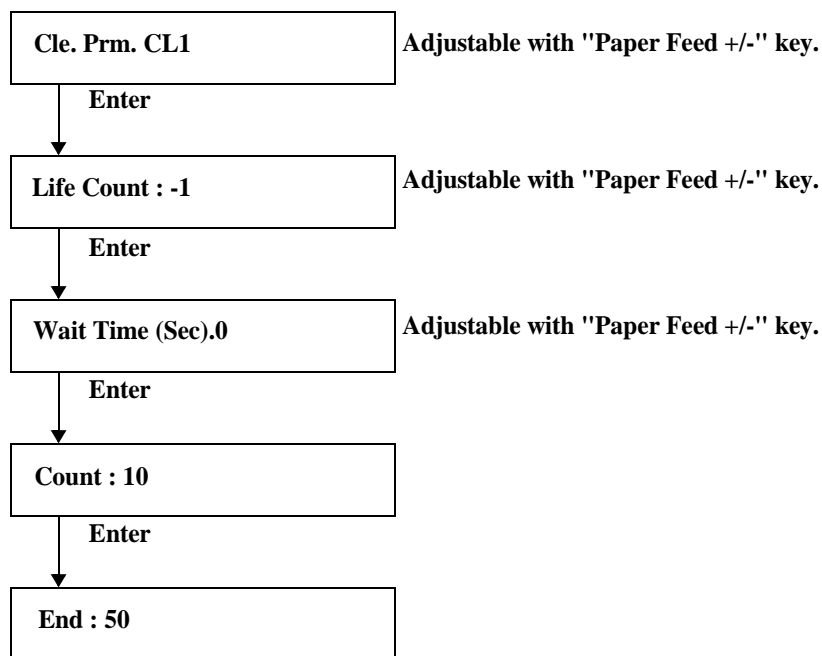 Cle. Prm. CL1 Adjustable with "Paper Feed +/-" key.
Enter
Life Count : -1 Adjustable with "Paper Feed +/-" key.
Enter
Wait Time (Sec).0 Adjustable with "Paper Feed +/-" key.
Enter
Count : 10
Enter
End : 50